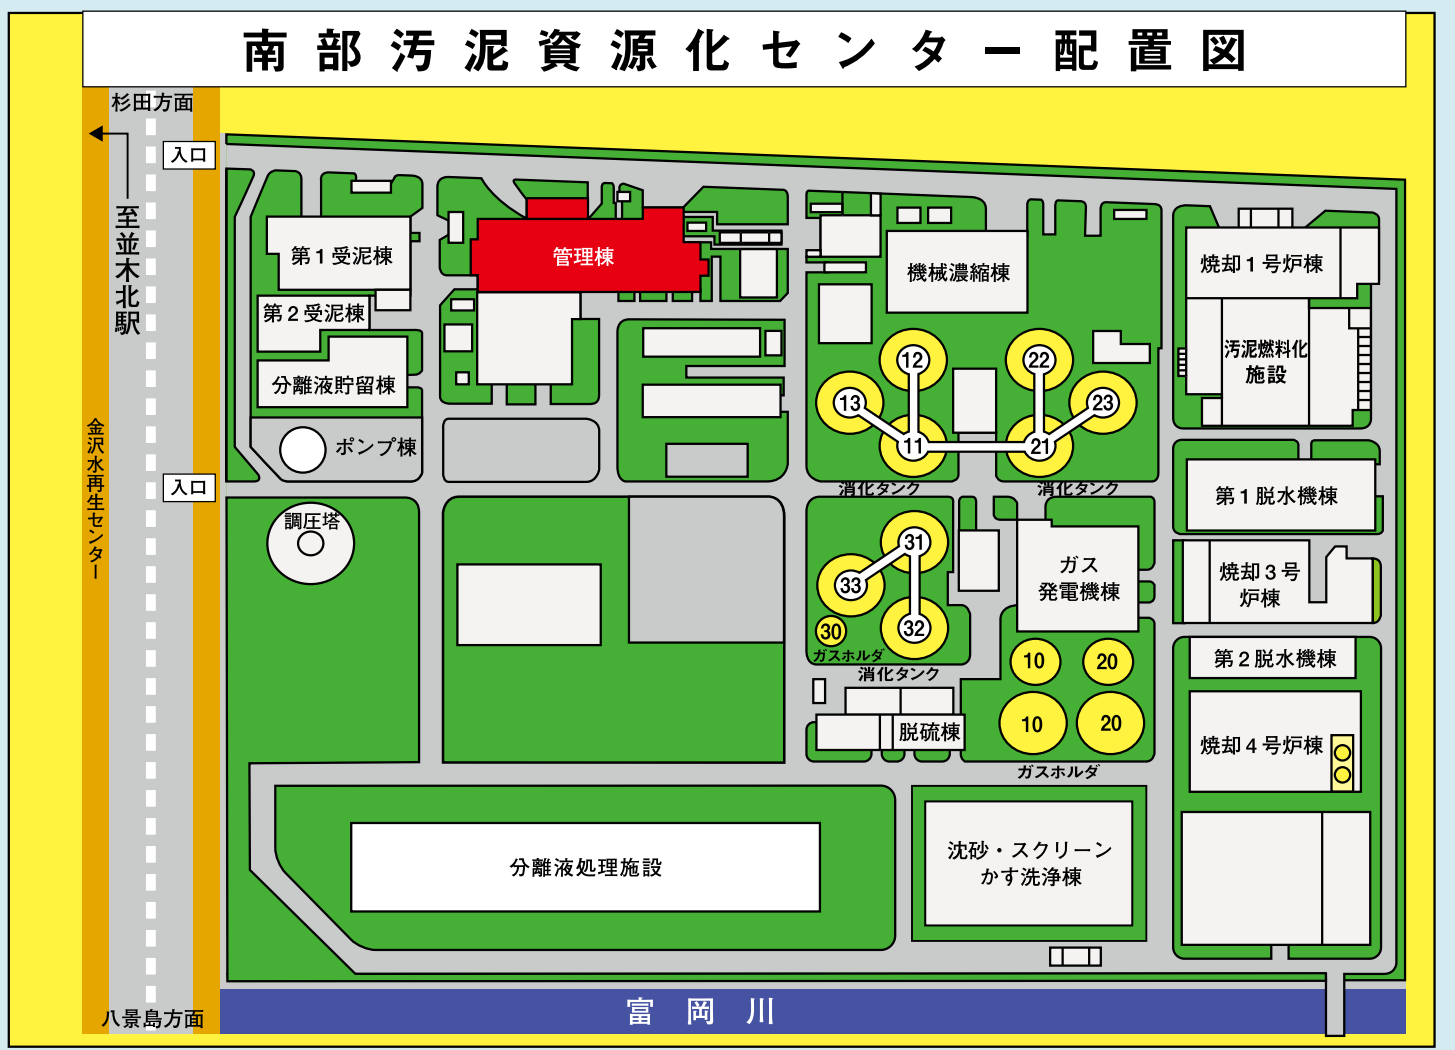 南部汚泥資源化センター配置図
杉田方面
入口
至並木北駅
第1受泥棟
第2受泥棟
分離液貯留棟
ポンプ棟
管理棟
機械濃縮棟
焼却1号炉棟
汚泥燃料化
施設
12
22
13
23
11
21
消化タンク
消化タンク
入口
金沢水再生センター
調圧塔
第1脱水機棟
31
33
32
30
ガスホルダ
消化タンク
ガス
発電機棟
焼却3号
炉棟
10
20
10
20
ガスホルダ
脱硫棟
第2脱水機棟
焼却4号炉棟
分離液処理施設
沈砂・スクリーン
かす洗浄棟
八景島方面
富岡川